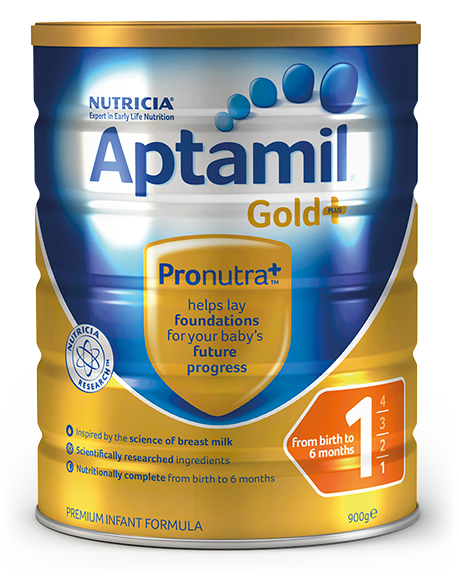 NUTRICIA®
Expert in Early Life Nutrition
Aptamil®
Gold+
PLUS
Pronutra+™
helps lay
foundations
for your baby's
future
progress
NUTRICIA
RESEARCH™
from birth to
6 months
1
4
3
2
1
Inspired by the science of breast milk
Scientifically researched ingredients
Nutritionally complete from birth to 6 months
PREMIUM INFANT FORMULA
900g℮